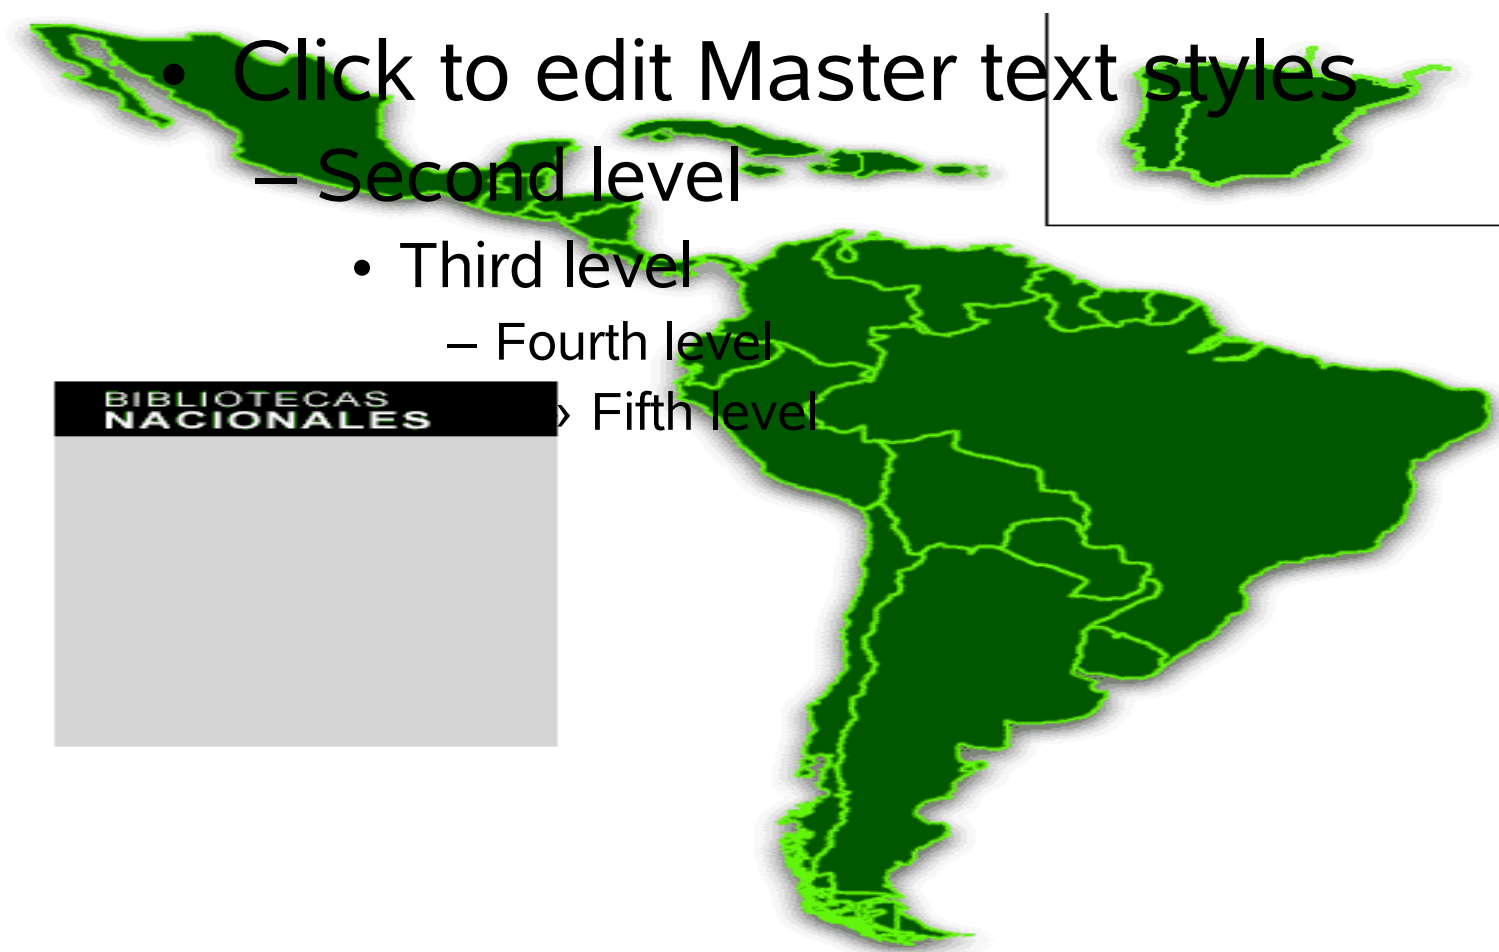 • Click to edit Master text styles
– Second level
• Third level
– Fourth level
› Fifth level
BIBLIOTECAS
NACIONALES